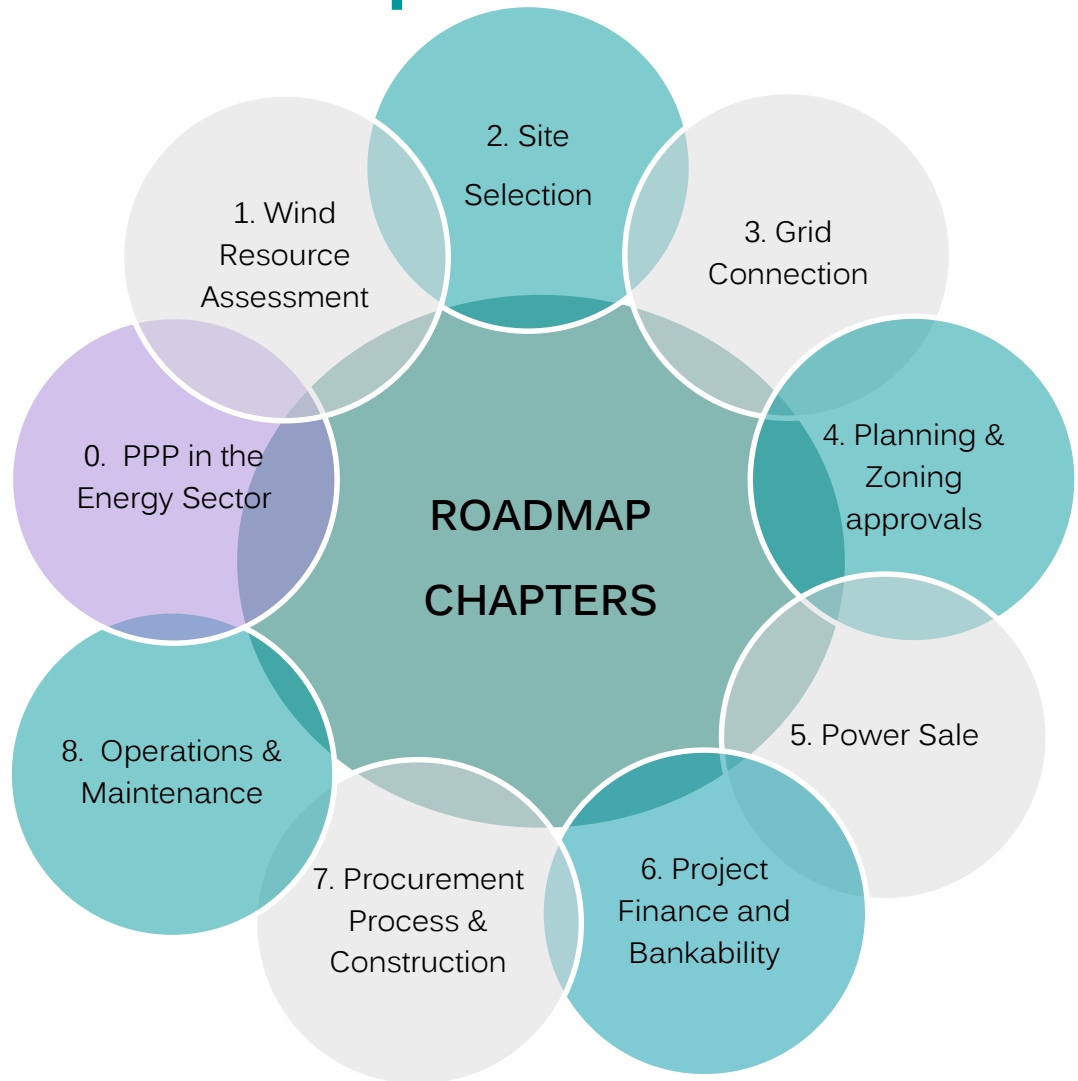 ROADMAP
CHAPTERS
0. PPP in the
Energy Sector
1. Wind
Resource
Assessment
2. Site
Selection
3. Grid
Connection
4. Planning &
Zoning
approvals
5. Power Sale
6. Project
Finance and
Bankability
7. Procurement
Process &
Construction
8. Operations &
Maintenance